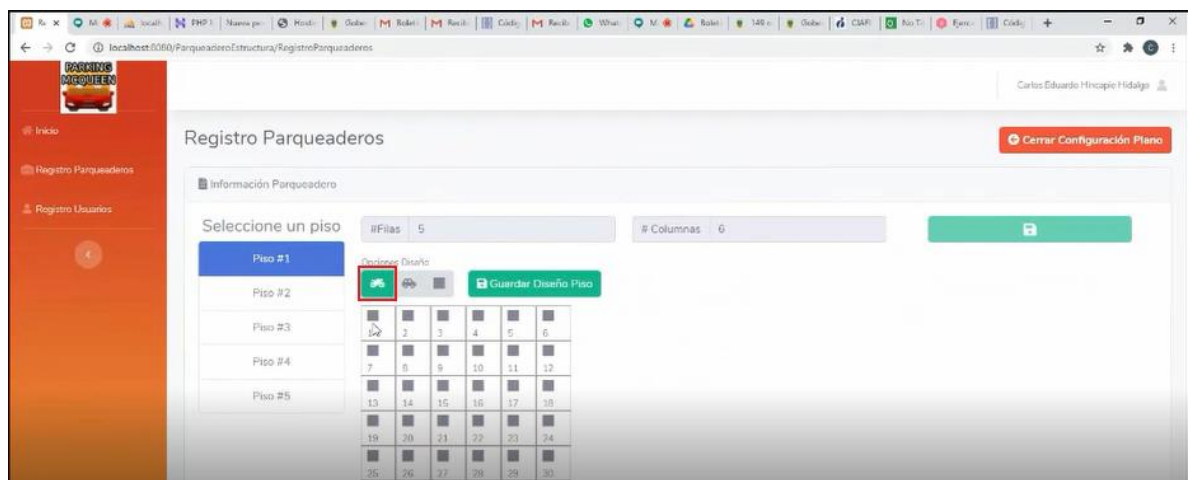 localhost:8080/ParqueaderoEstructura/RegistroParqueaderos
PARKING
MCQUEEN
Carlos Eduardo Hincapie Hidalgo
Inicio
Registro Parqueaderos
Cerrar Configuración Plano
Registro Parqueaderos
Información Parqueadero
Registro Usuarios
Seleccione un piso
#Filas 5
# Columnas 6
Piso #1
Opciones Diseño
Guardar Diseño Piso
Piso #2
Piso #3
2 3 4 5 6
Piso #4
7 8 9 10 11 12
Piso #5
13 14 15 16 17 18
19 20 21 22 23 24
25 26 27 28 29 30